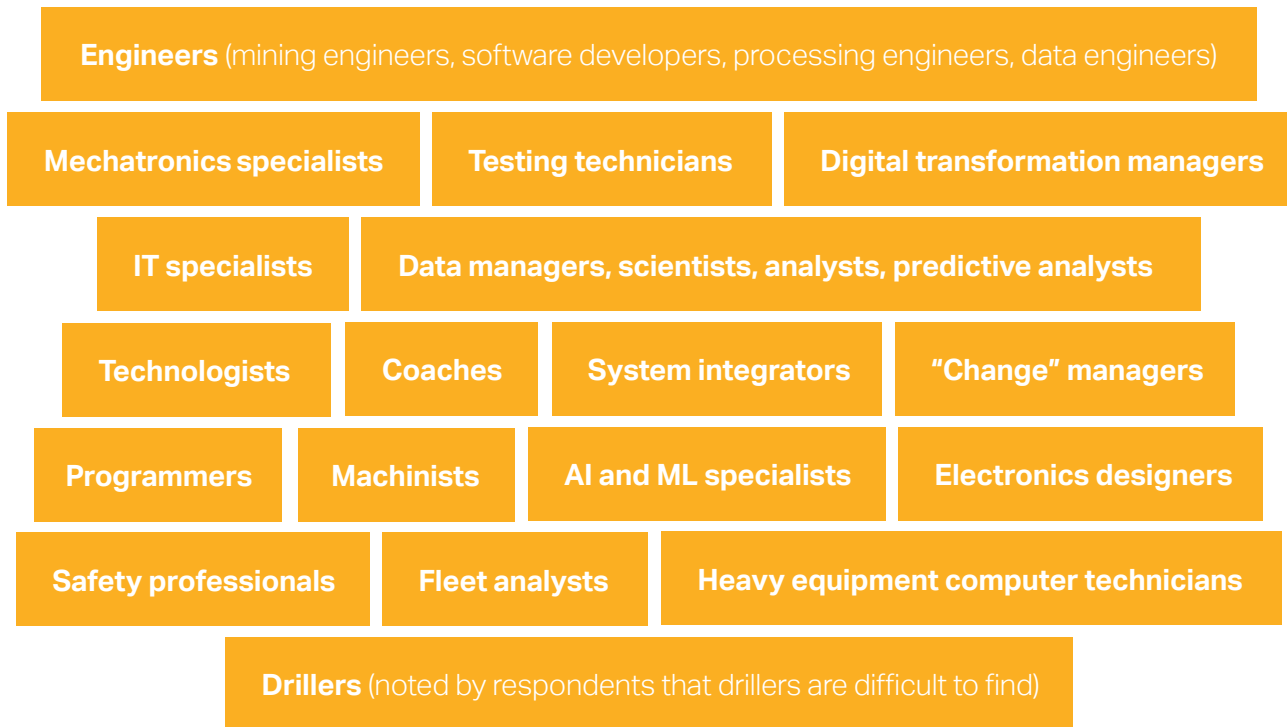 Engineers (mining engineers, software developers, processing engineers, data engineers)
Mechatronics specialists
Testing technicians
Digital transformation managers
IT specialists
Data managers, scientists, analysts, predictive analysts
Technologists
Coaches
System integrators
“Change” managers
Programmers
Machinists
AI and ML specialists
Electronics designers
Safety professionals
Fleet analysts
Heavy equipment computer technicians
Drillers (noted by respondents that drillers are difficult to find)